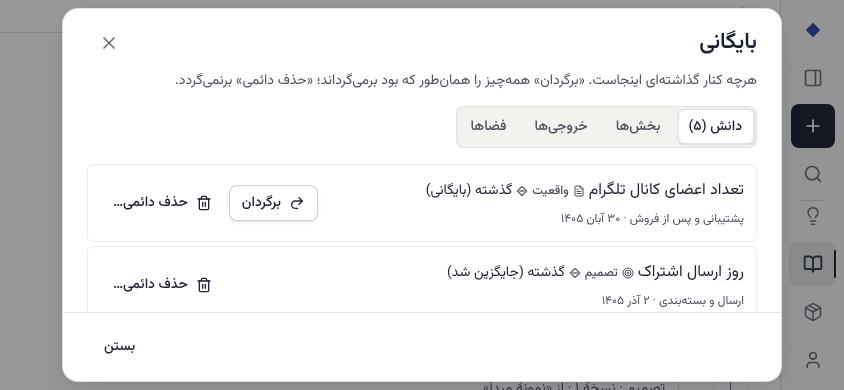 بایگانی
هرچه کنار گذاشته‌ای اینجاست. «برگردان» همه‌چیز را همان‌طور که بود برمی‌گرداند؛ «حذف دائمی» برنمی‌گردد.
دانش (۵) بخش‌ها خروجی‌ها فضاها
تعداد اعضای کانال تلگرام واقعیت گذشته (بایگانی)
پشتیبانی و پس از فروش · ۳۰ آبان ۱۴۰۵
برگردان حذف دائمی…
روز ارسال اشتراک تصمیم گذشته (جایگزین شد)
ارسال و بسته‌بندی · ۲ آذر ۱۴۰۵
حذف دائمی…
بستن